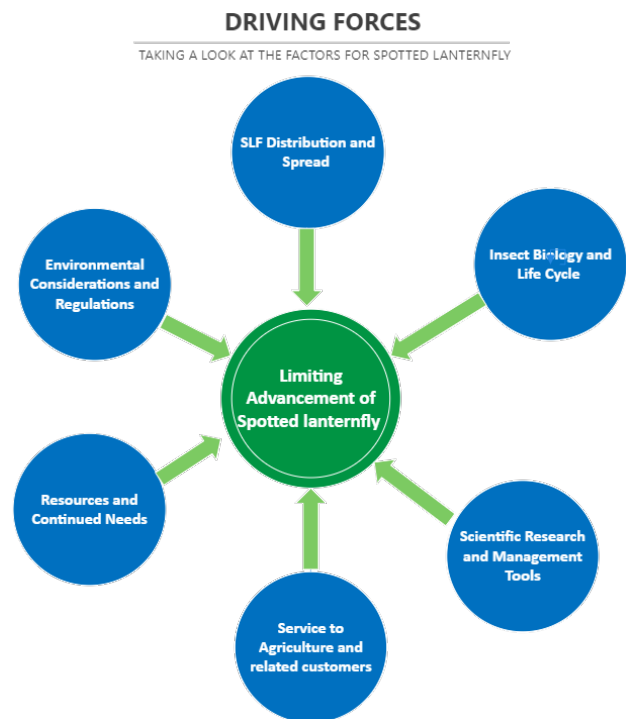 DRIVING FORCES
TAKING A LOOK AT THE FACTORS FOR SPOTTED LANTERNFLY
SLF Distribution and
Spread
Insect Biology and
Life Cycle
Environmental
Considerations and
Regulations
Limiting
Advancement of
Spotted lanternfly
Resources and
Continued Needs
Scientific Research
and Management
Tools
Service to
Agriculture and
related customers